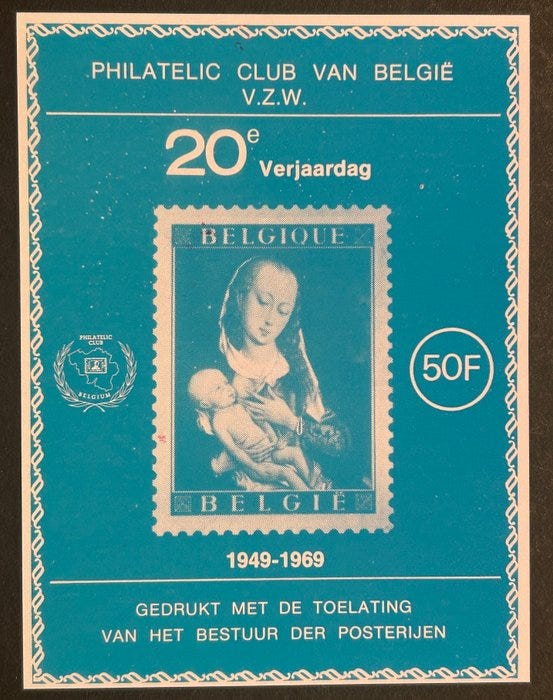 PHILATELIC CLUB VAN BELGIË
V.Z.W.
20e Verjaardag
BELGIQUE
PHILATELIC
CLUB
BELGIUM
50F
BELGIË
1949-1969
GEDRUKT MET DE TOELATING
VAN HET BESTUUR DER POSTERIJEN